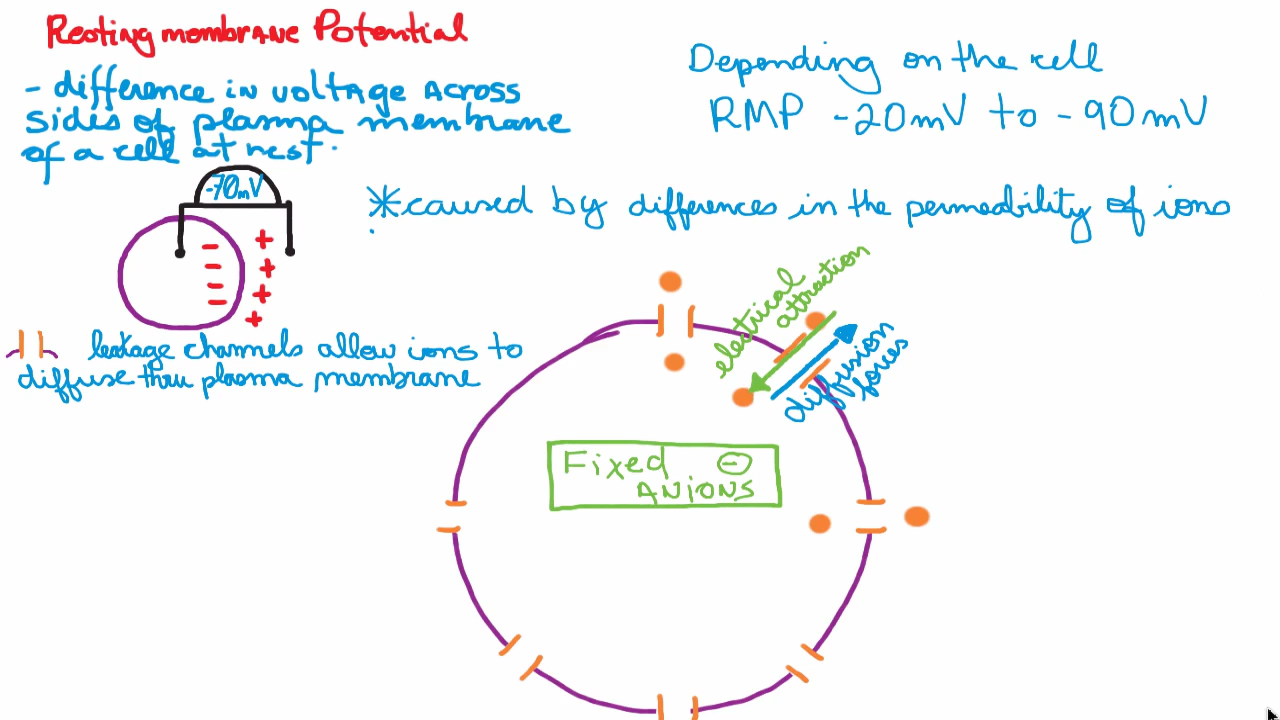 Resting membrane Potential
- difference in voltage across
sides of plasma membrane
of a cell at rest.
Depending on the cell
RMP -20mV to -90mV
-70mV
*caused by differences in the permeability of ions
leakage channels allow ions to
diffuse thru plasma membrane
electrical
attraction
diffusion
forces
Fixed ⊖
ANIONS